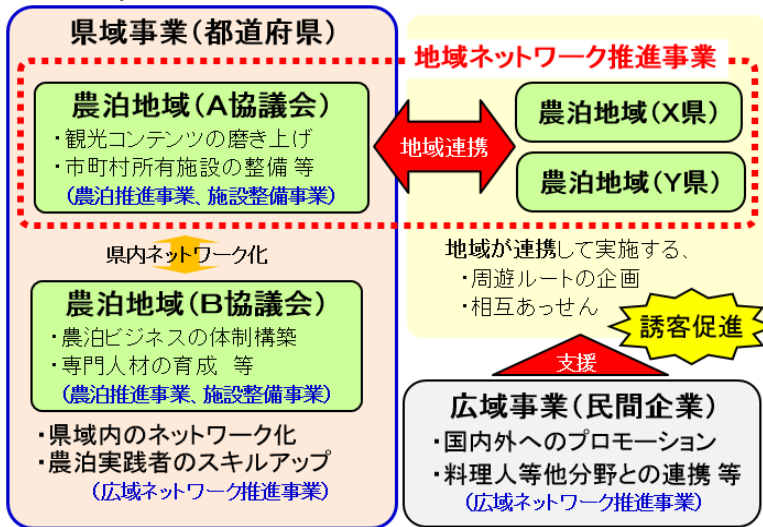 県域事業(都道府県)
農泊地域(A協議会)
・観光コンテンツの磨き上げ
・市町村所有施設の整備 等
(農泊推進事業、施設整備事業)
県内ネットワーク化
農泊地域(B協議会)
・農泊ビジネスの体制構築
・専門人材の育成 等
(農泊推進事業、施設整備事業)
・県域内のネットワーク化
・農泊実践者のスキルアップ
(広域ネットワーク推進事業)
地域ネットワーク推進事業
地域連携
農泊地域(X県)
農泊地域(Y県)
地域が連携して実施する、
・周遊ルートの企画
・相互あっせん
誘客促進
支援
広域事業(民間企業)
・国内外へのプロモーション
・料理人等他分野との連携 等
(広域ネットワーク推進事業)